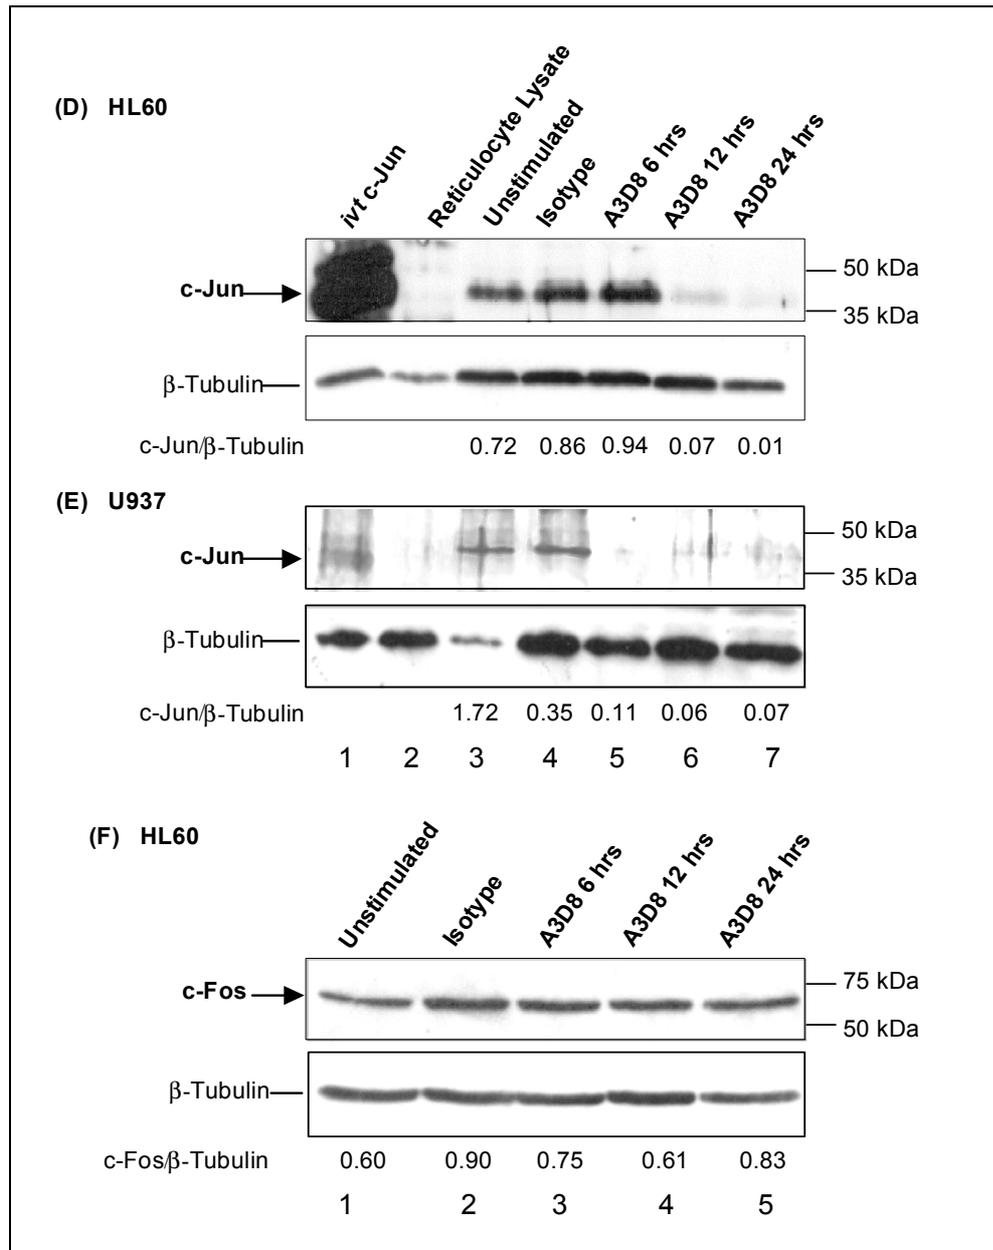 (D) HL60
ivt c-Jun
Reticulocyte Lysate
Unstimulated
Isotype
A3D8 6 hrs
A3D8 12 hrs
A3D8 24 hrs
c-Jun
50 kDa
35 kDa
β-Tubulin
c-Jun/β-Tubulin 0.72 0.86 0.94 0.07 0.01
(E) U937
c-Jun
50 kDa
35 kDa
β-Tubulin
c-Jun/β-Tubulin 1.72 0.35 0.11 0.06 0.07
1 2 3 4 5 6 7
(F) HL60
Unstimulated
Isotype
A3D8 6 hrs
A3D8 12 hrs
A3D8 24 hrs
c-Fos
75 kDa
50 kDa
β-Tubulin
c-Fos/β-Tubulin 0.60 0.90 0.75 0.61 0.83
1 2 3 4 5